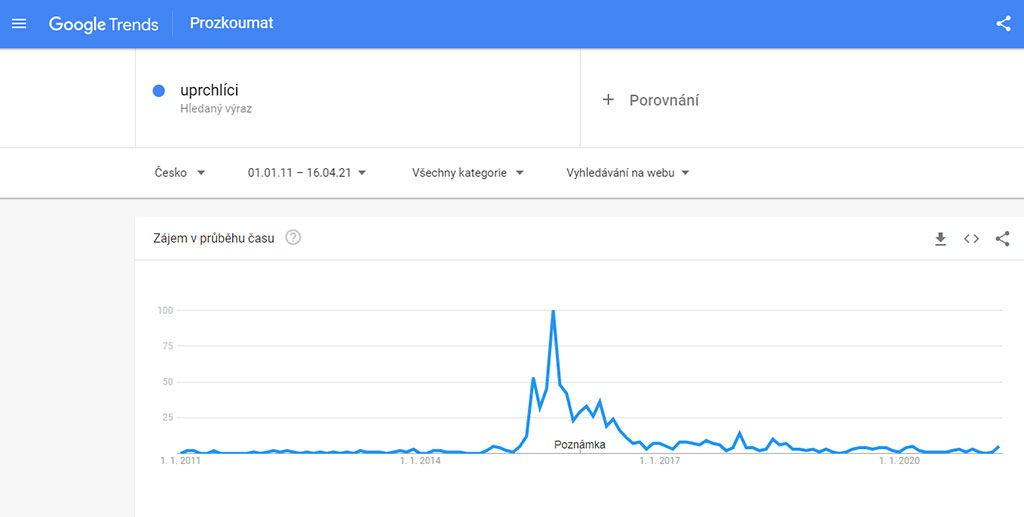 Google Trends Prozkoumat
uprchlíci
Hledaný výraz
+ Porovnání
Česko 01.01.11 – 16.04.21 Všechny kategorie Vyhledávání na webu
Zájem v průběhu času ?
100
75
50
25
Poznámka
1. 1. 2011 1. 1. 2014 1. 1. 2017 1. 1. 2020